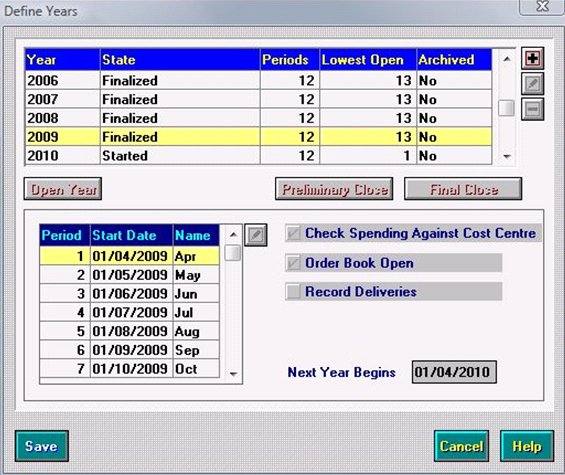 Define Years
Year State Periods Lowest Open Archived
2006 Finalized 12 13 No
2007 Finalized 12 13 No
2008 Finalized 12 13 No
2009 Finalized 12 13 No
2010 Started 12 1 No
Open Year Preliminary Close Final Close
Period Start Date Name
1 01/04/2009 Apr
2 01/05/2009 May
3 01/06/2009 Jun
4 01/07/2009 Jul
5 01/08/2009 Aug
6 01/09/2009 Sep
7 01/10/2009 Oct
Check Spending Against Cost Centre
Order Book Open
Record Deliveries
Next Year Begins 01/04/2010
Save Cancel Help